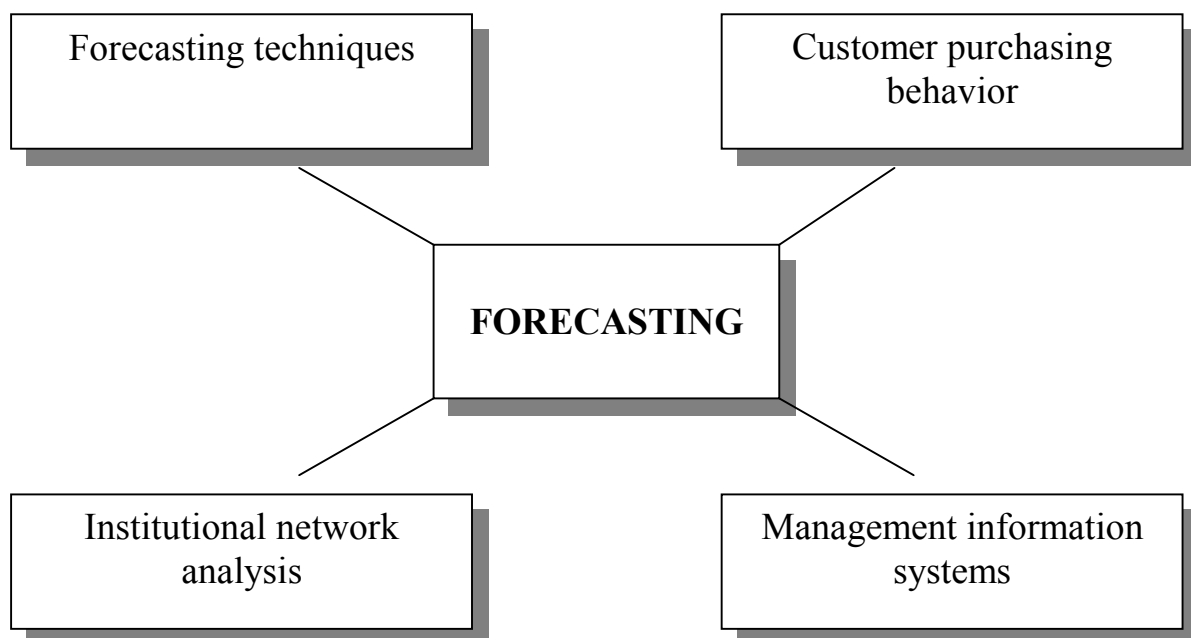 Forecasting techniques
Customer purchasing
behavior
FORECASTING
Institutional network
analysis
Management information
systems